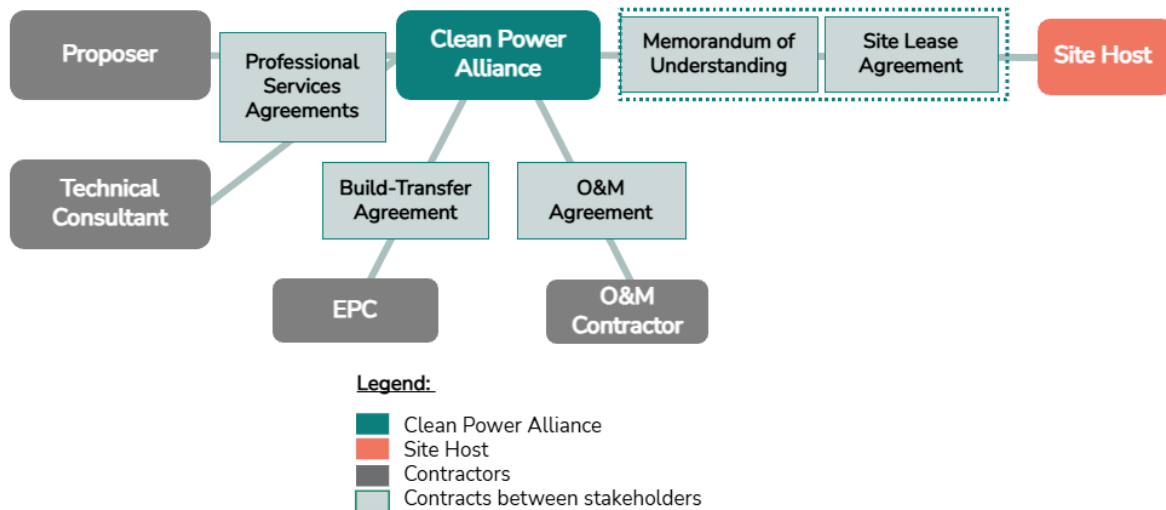 Proposer
Professional
Services
Agreements
Clean Power
Alliance
Memorandum of
Understanding
Site Lease
Agreement
Site Host
Technical
Consultant
Build-Transfer
Agreement
O&M
Agreement
EPC
O&M
Contractor
Legend:
Clean Power Alliance
Site Host
Contractors
Contracts between stakeholders